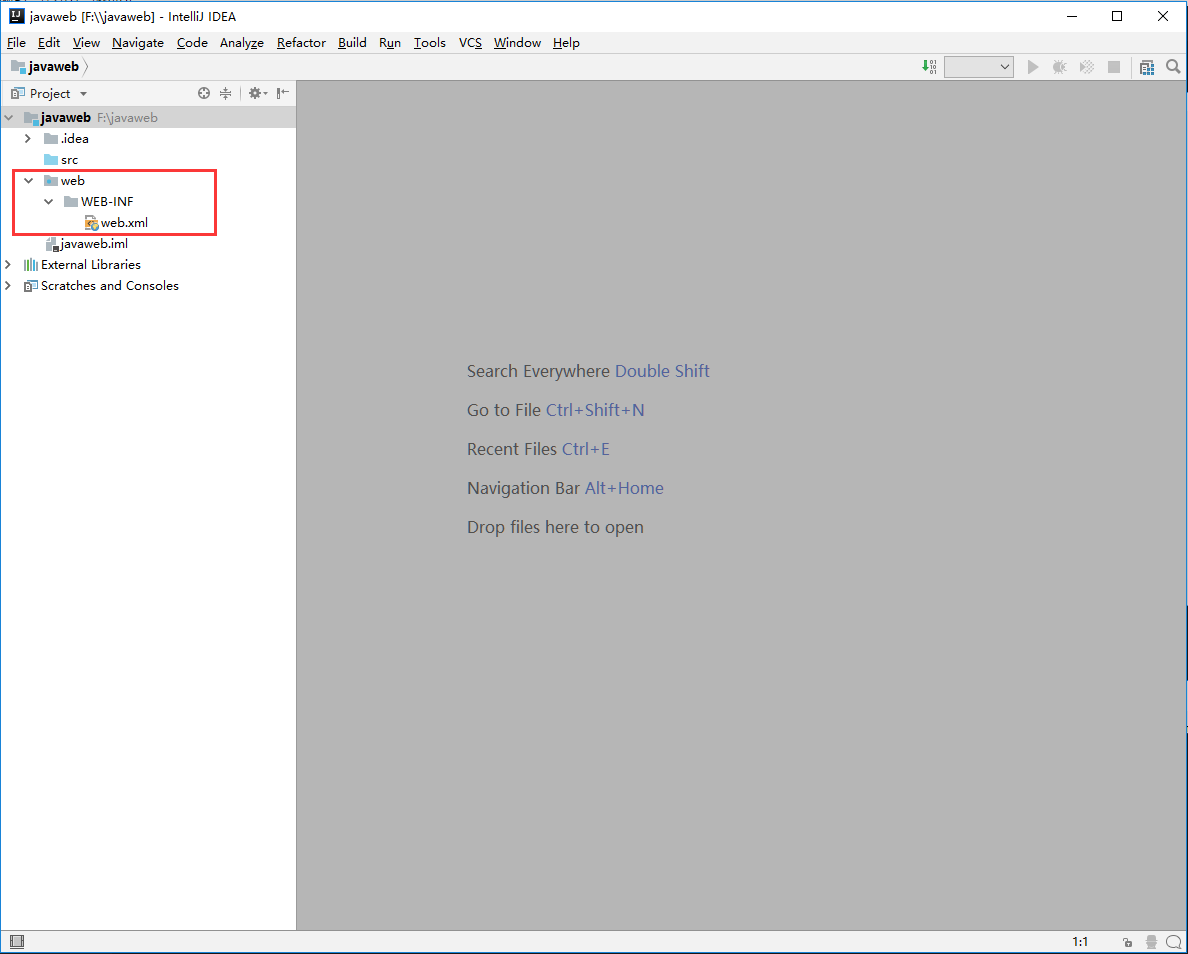 javaweb [F:\\javaweb] - IntelliJ IDEA
File Edit View Navigate Code Analyze Refactor Build Run Tools VCS Window Help
javaweb
Project
javaweb F:\javaweb
.idea
src
web
WEB-INF
web.xml
javaweb.iml
External Libraries
Scratches and Consoles
Search Everywhere Double Shift
Go to File Ctrl+Shift+N
Recent Files Ctrl+E
Navigation Bar Alt+Home
Drop files here to open
1:1